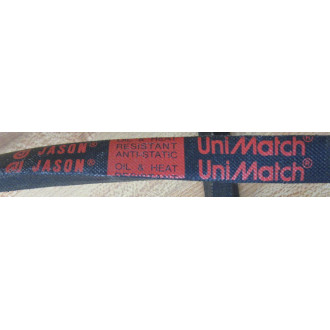 JASON® RESISTANT UniMatch®
ANTI-STATIC
JASON® OIL & HEAT UniMatch®